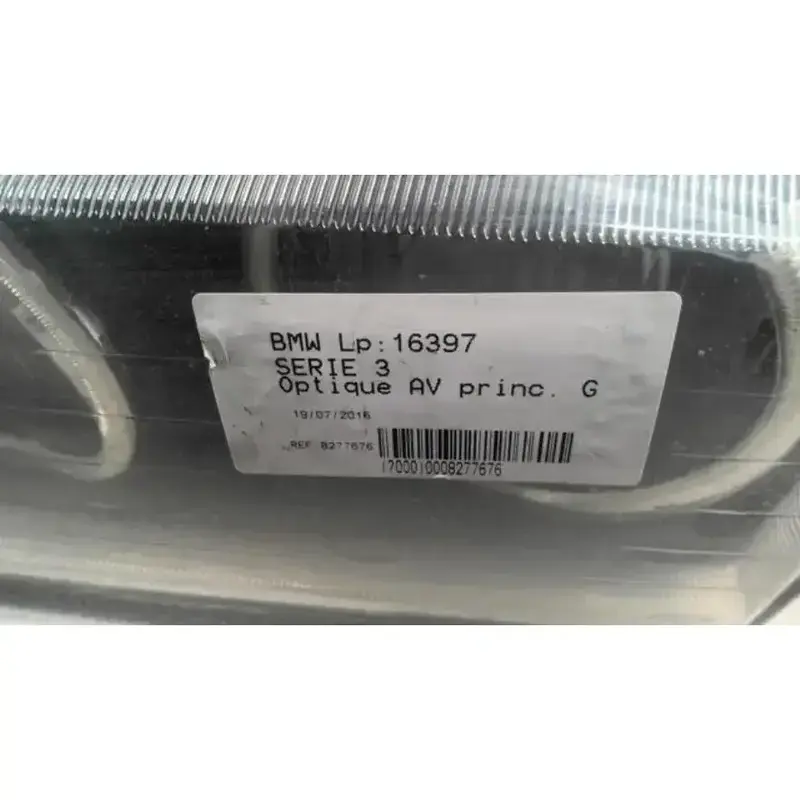 BMW Lp:16397
SERIE 3
Optique AV princ. G
19/07/2016
REF 8277676
(7000)0008277676